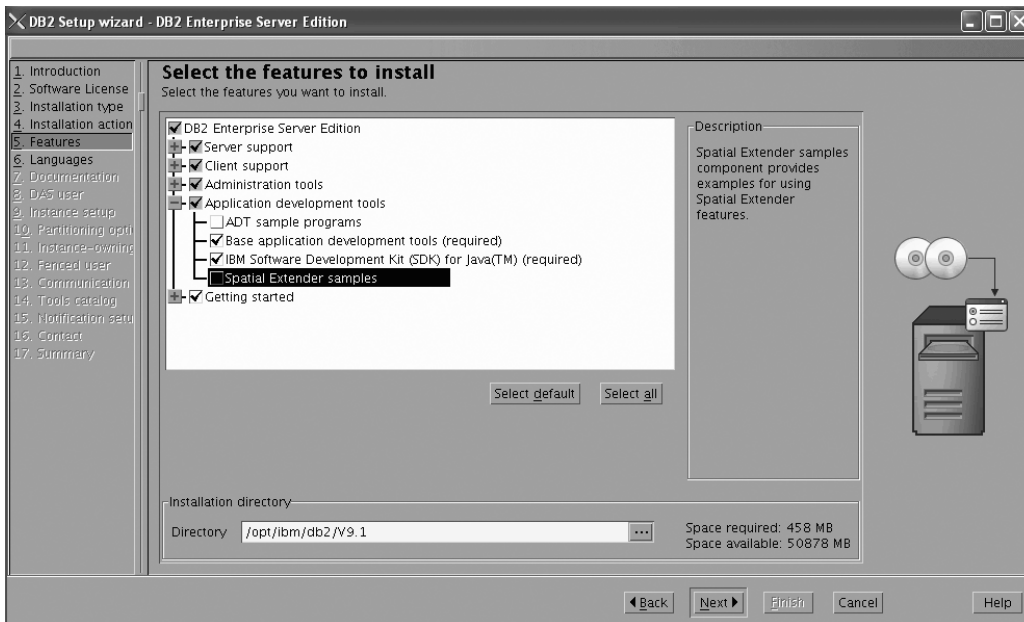 DB2 Setup wizard - DB2 Enterprise Server Edition
1. Introduction
2. Software License
3. Installation type
4. Installation action
5. Features
6. Languages
7. Documentation
8. DAS user
9. Instance setup
10. Partitioning opti
11. Instance-owning
12. Fenced user
13. Communication
14. Tools catalog
15. Notification setu
16. Contact
17. Summary
Select the features to install
Select the features you want to install.
DB2 Enterprise Server Edition
Server support
Client support
Administration tools
Application development tools
ADT sample programs
Base application development tools (required)
IBM Software Development Kit (SDK) for Java(TM) (required)
Spatial Extender samples
Getting started
Select default
Select all
Description
Spatial Extender samples
component provides
examples for using
Spatial Extender
features.
Installation directory
Directory /opt/ibm/db2/V9.1 ...
Space required: 458 MB
Space available: 50878 MB
Back
Next
Finish
Cancel
Help